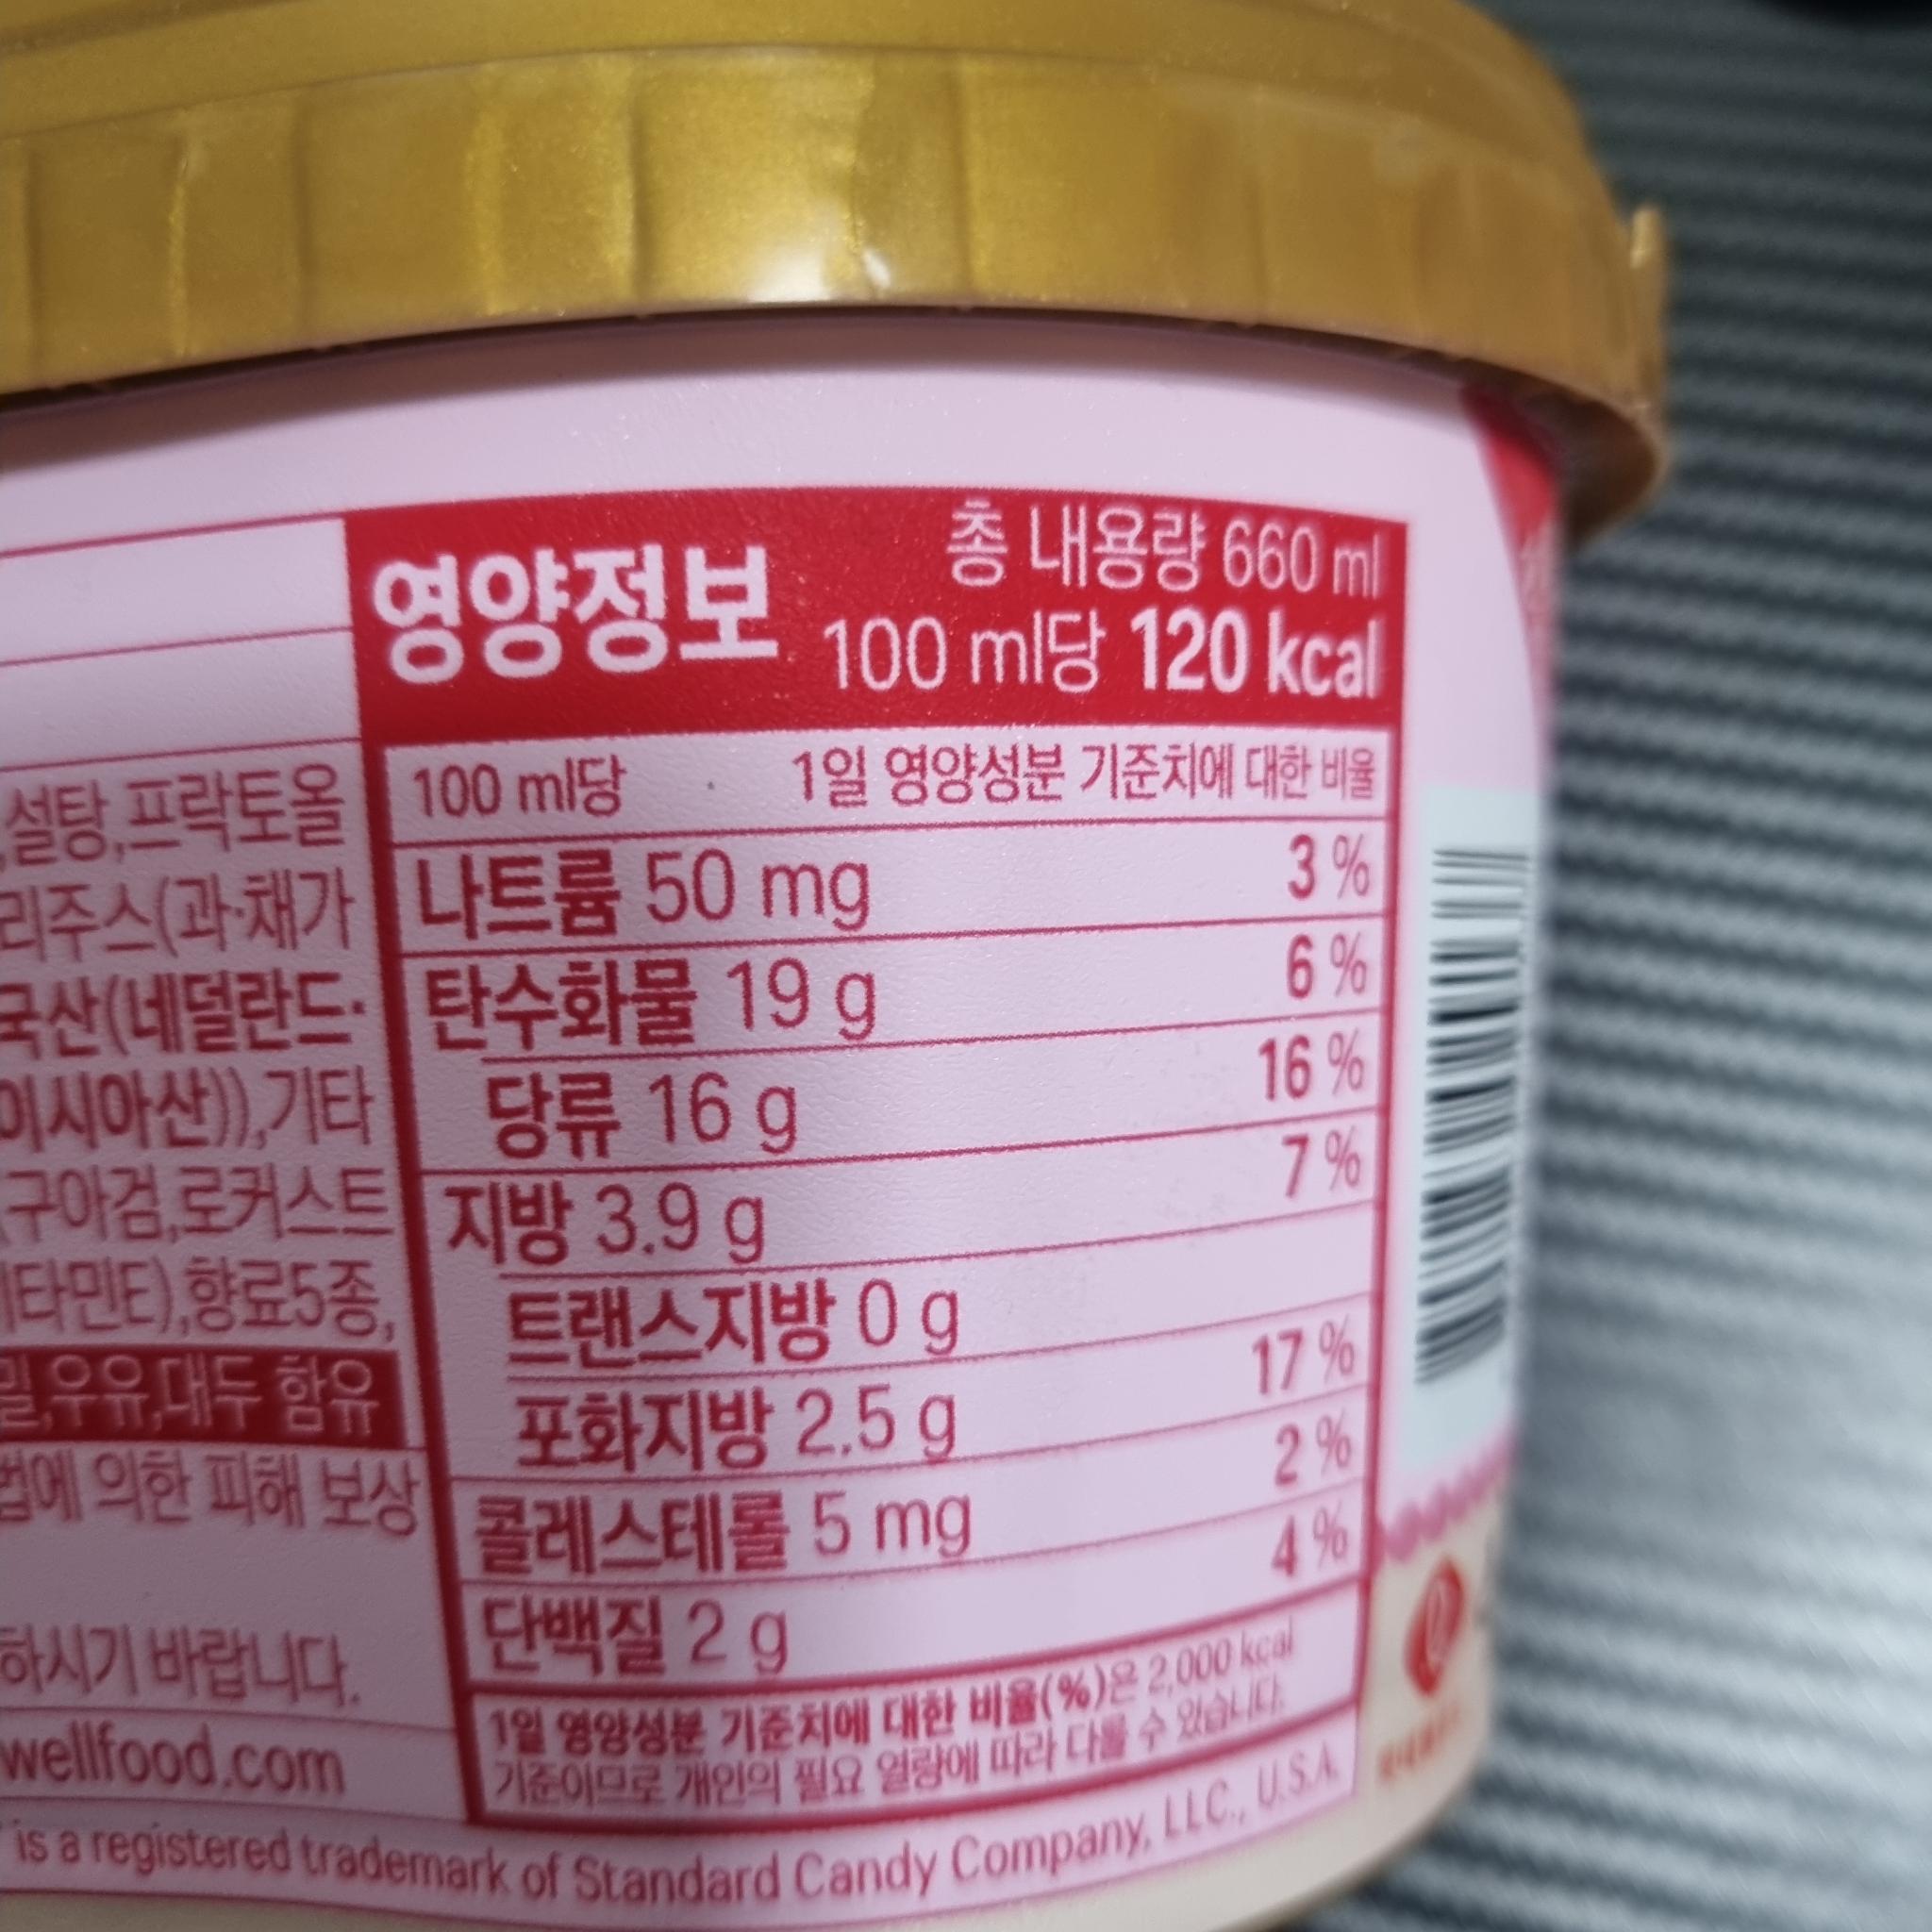 영양정보
총 내용량 660 ml
100 ml당 120 kcal
100 ml당 1일 영양성분 기준치에 대한 비율
나트륨 50 mg 3 %
탄수화물 19 g 6 %
당류 16 g 16 %
지방 3.9 g 7 %
트랜스지방 0 g
포화지방 2.5 g 17 %
콜레스테롤 5 mg 2 %
단백질 2 g 4 %
1일 영양성분 기준치에 대한 비율(%)은 2,000 kcal
기준이므로 개인의 필요 열량에 따라 다를 수 있습니다.
,설탕,프락토올
리주스(과·채가
국산(네덜란드·
이시아산)),기타
구아검,로커스트
타민E),향료5종,
밀,우유,대두 함유
법에 의한 피해 보상
하시기 바랍니다.
wellfood.com
is a registered trademark of Standard Candy Company, LLC., U.S.A.